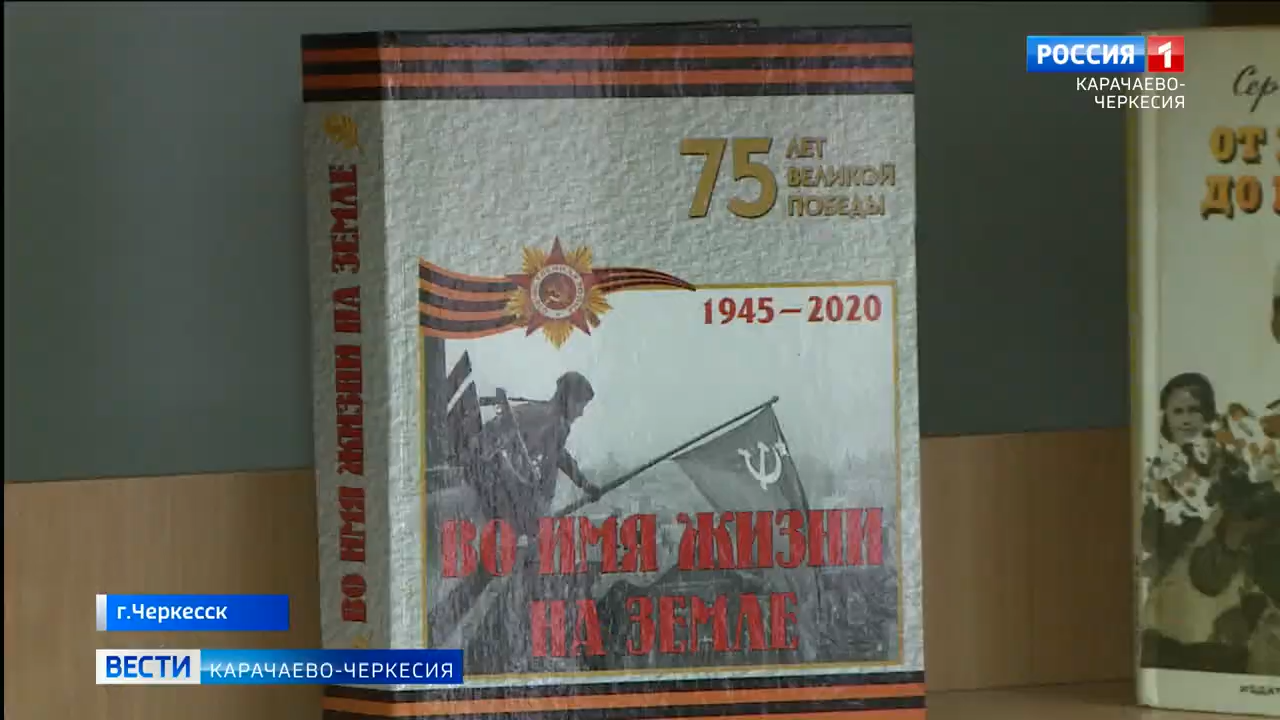 РОССИЯ 1
КАРАЧАЕВО-
ЧЕРКЕСИЯ
75 ЛЕТ
ВЕЛИКОЙ
ПОБЕДЫ
1945–2020
ВО ИМЯ ЖИЗНИ
НА ЗЕМЛЕ
ВО ИМЯ ЖИЗНИ НА ЗЕМЛЕ
ОТ
ДО
г.Черкесск
ВЕСТИ КАРАЧАЕВО-ЧЕРКЕСИЯ